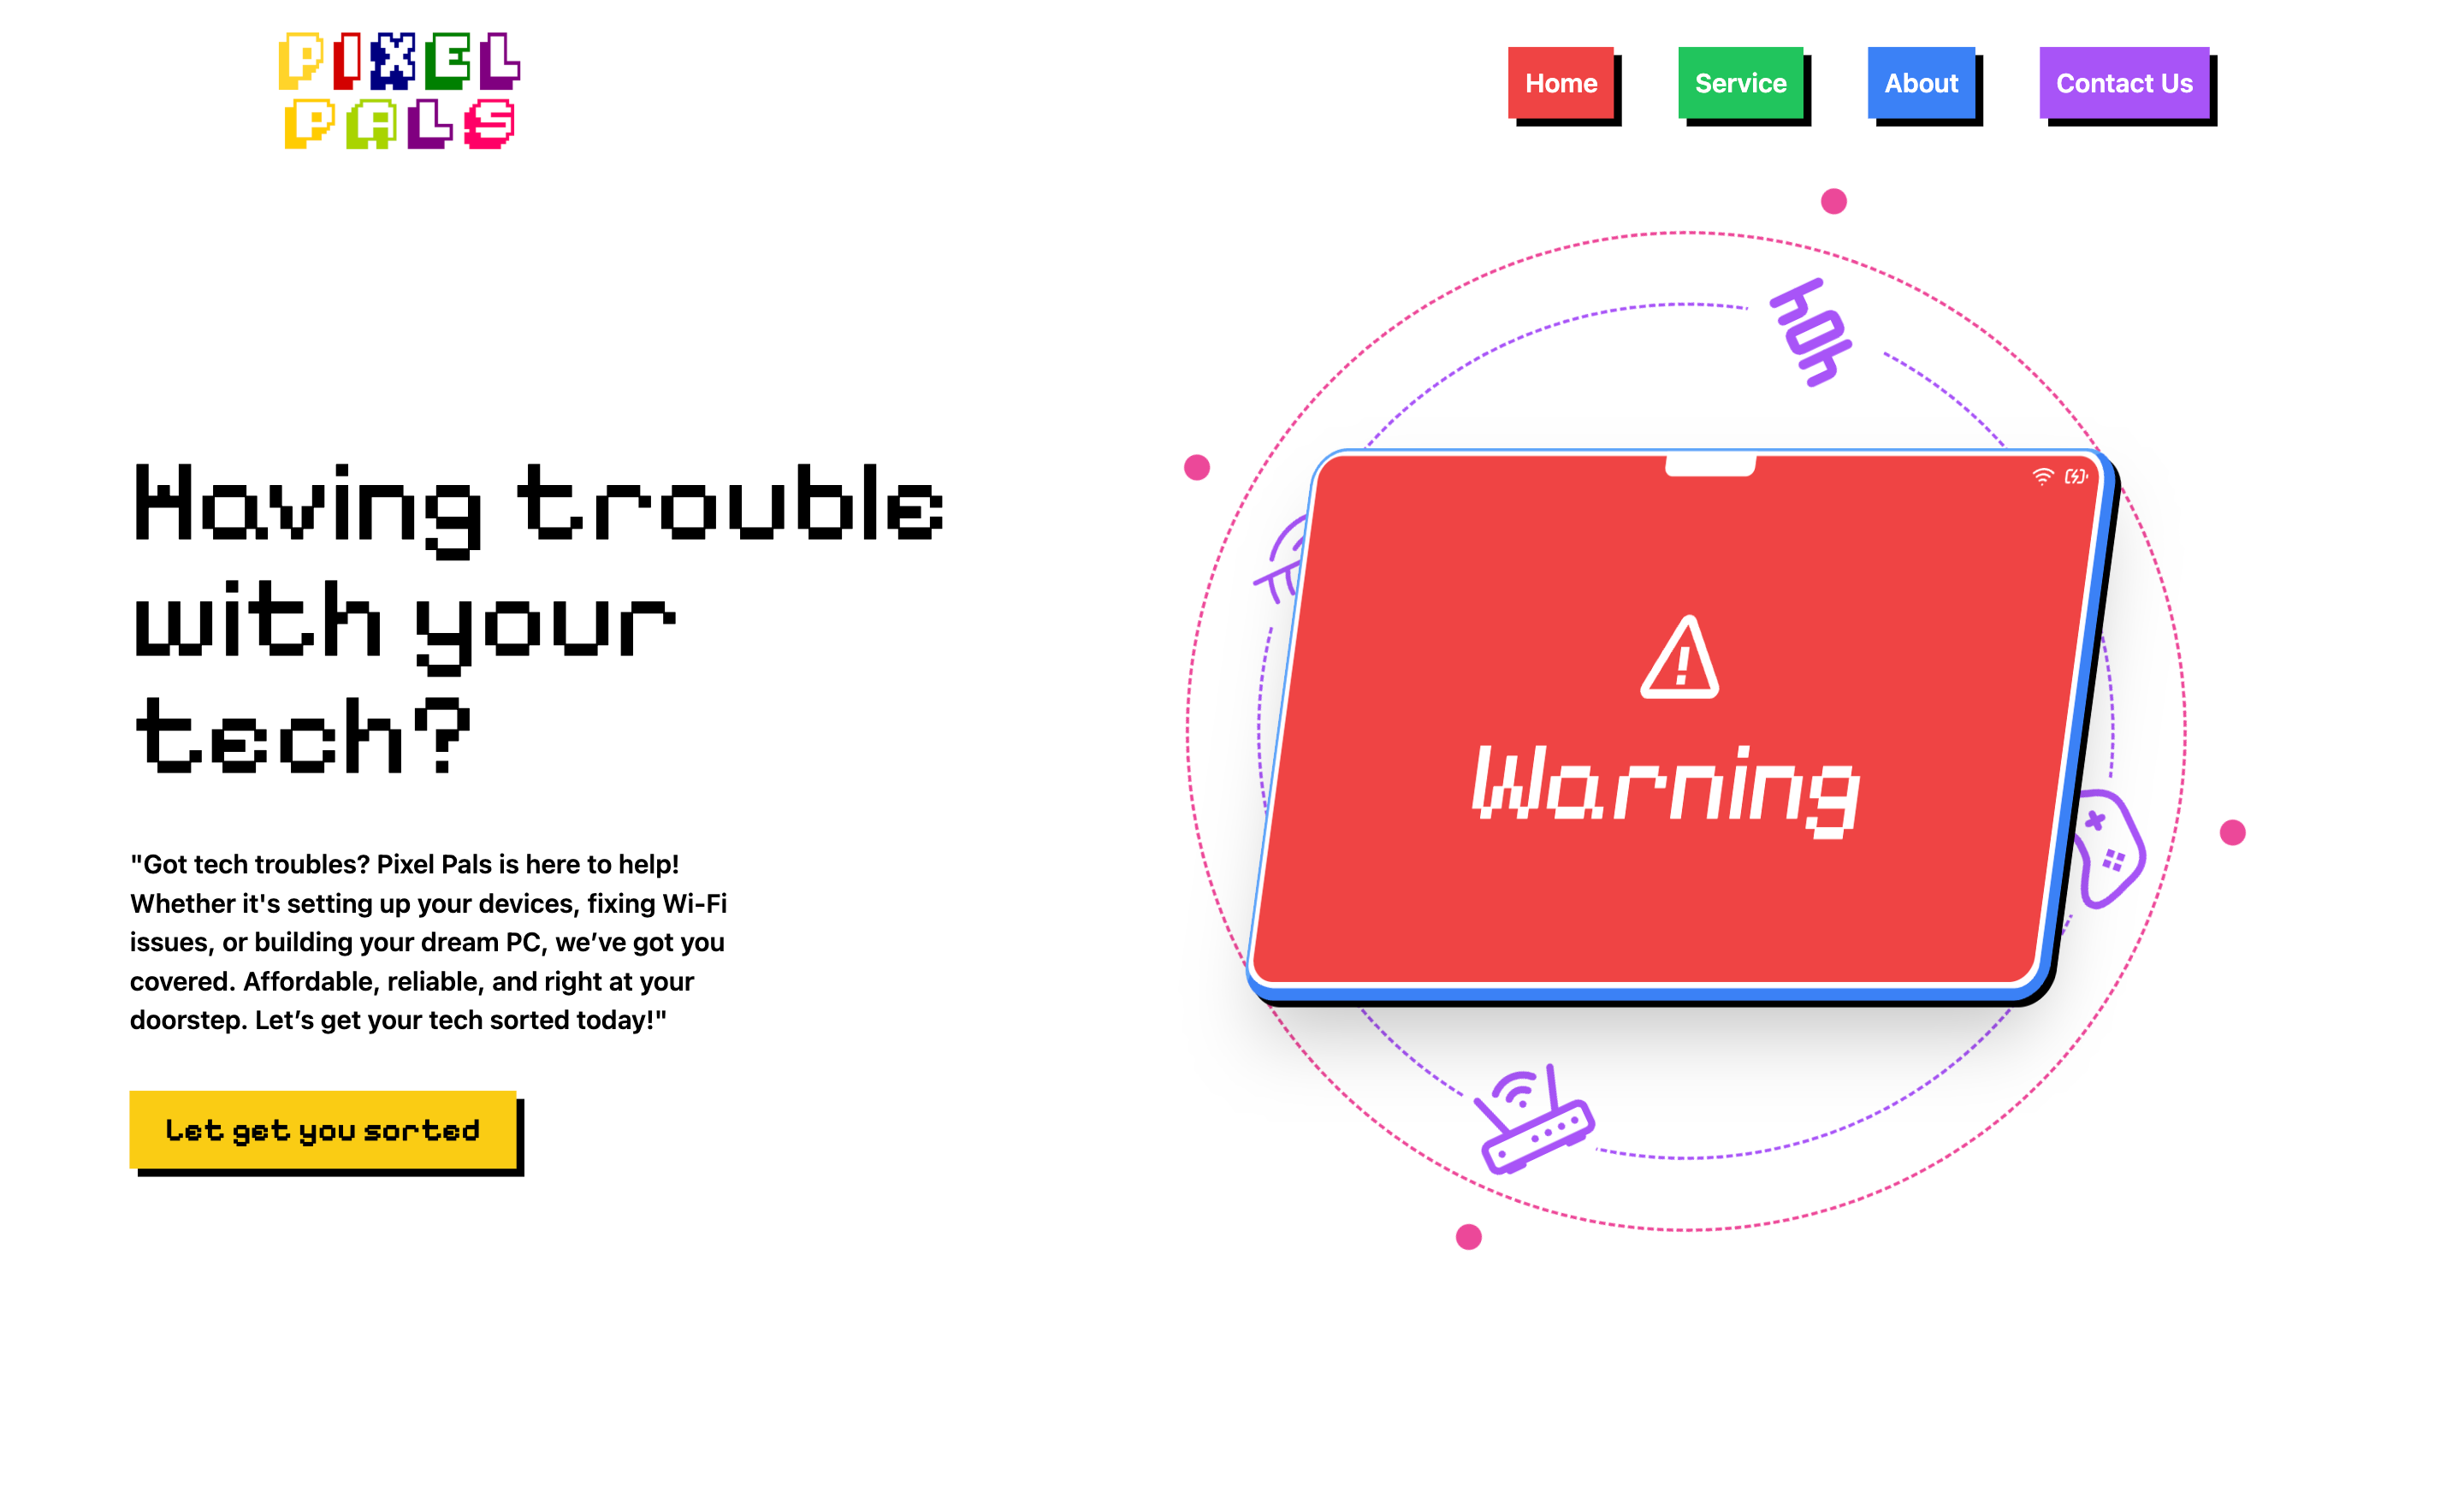 PIXEL
PALS
Home
Service
About
Contact Us
Having trouble
with your
tech?
"Got tech troubles? Pixel Pals is here to help!
Whether it's setting up your devices, fixing Wi-Fi
issues, or building your dream PC, we’ve got you
covered. Affordable, reliable, and right at your
doorstep. Let’s get your tech sorted today!"
Let get you sorted
Warning